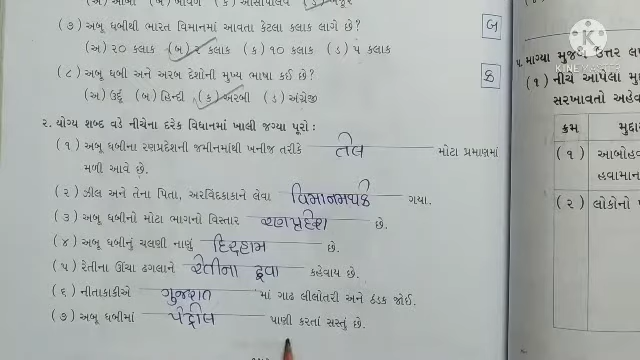 (૭) અબૂ ધબીથી ભારત વિમાનમાં આવતા કેટલા કલાક લાગે છે? બ
(અ) ૨૦ કલાક (બ) ૨ કલાક (ક) ૧૦ કલાક (ડ) ૫ કલાક
(૮) અબૂ ધબી અને અરબ દેશોની મુખ્ય ભાષા કઈ છે? ક
(અ) ઉર્દૂ (બ) હિન્દી (ક) અરબી (ડ) અંગ્રેજી
૨. યોગ્ય શબ્દ વડે નીચેના દરેક વિધાનમાં ખાલી જગ્યા પૂરો :
(૧) અબૂ ધબીના રણપ્રદેશની જમીનમાંથી ખનીજ તરીકે તેલ મોટા પ્રમાણમાં
મળી આવે છે.
(૨) ઝીલ અને તેના પિતા, અરવિંદકાકાને લેવા વિમાનમથકે ગયા.
(૩) અબૂ ધબીનો મોટા ભાગનો વિસ્તાર રણપ્રદેશ છે.
(૪) અબૂ ધબીનું ચલણી નાણું દિરહામ છે.
(૫) રેતીના ઊંચા ઢગલાને રેતીના ઢુવા કહેવાય છે.
(૬) નીતાકાકીએ ગુજરાત માં ગાઢ લીલોતરી અને ઠંડક જોઈ.
(૭) અબૂ ધબીમાં પેટ્રોલ પાણી કરતાં સસ્તું છે.
૫. માગ્યા મુજબ ઉત્તર
(૧) નીચે આપેલા
સરખાવતો
ક્રમ
(૧)
(૨) લોકોનો
KINEMASTER